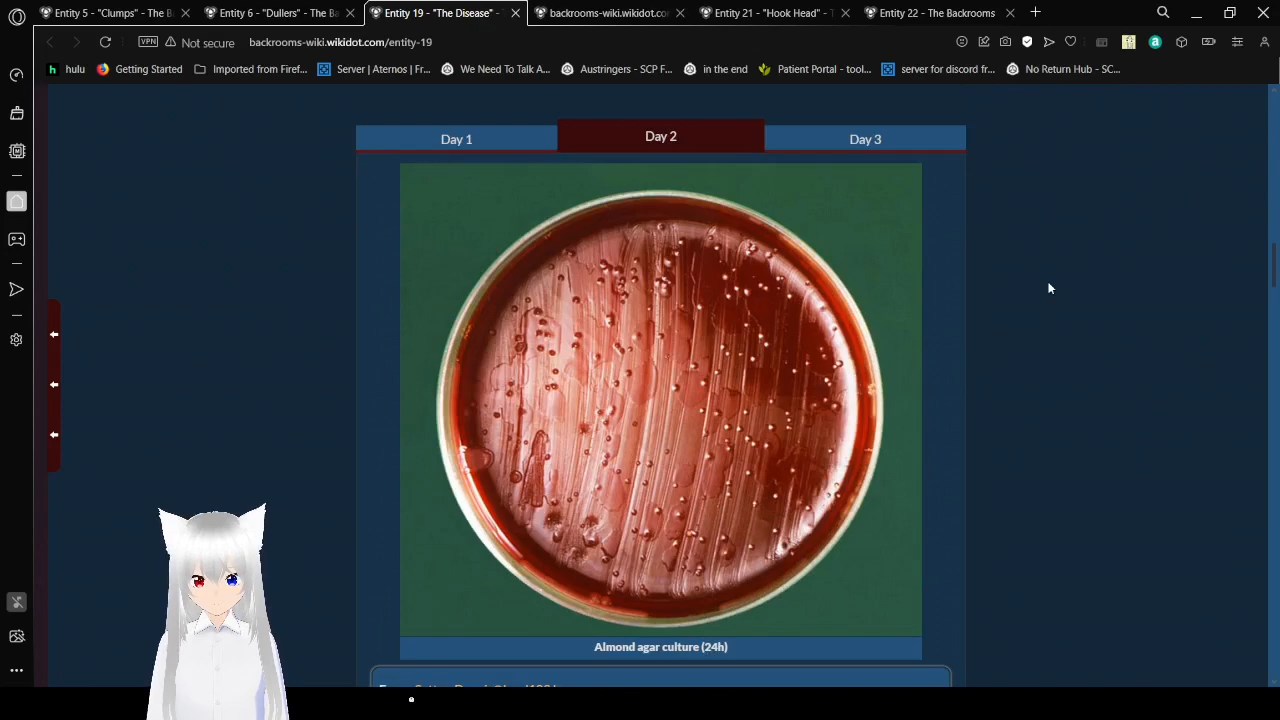 Entity 5 - "Clumps" - The B
Entity 6 - "Dullers" - The Ba
Entity 19 - "The Disease" -
backrooms-wiki.wikidot.co
Entity 21 - "Hook Head" - T
Entity 22 - The Backrooms
VPN
Not secure
backrooms-wiki.wikidot.com/entity-19
hulu
Getting Started
Imported from Firef...
Server | Aternos | Fr...
We Need To Talk A...
Austringers - SCP F...
in the end
Patient Portal - tool...
server for discord fr...
No Return Hub - SC...
Day 1
Day 2
Day 3
Almond agar culture (24h)